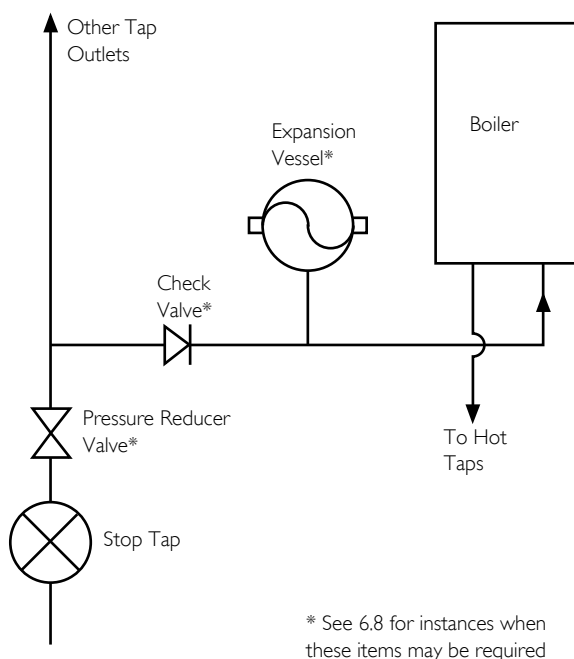 Other Tap
Outlets
Boiler
Expansion
Vessel*
Check
Valve*
Pressure Reducer
Valve*
To Hot
Taps
Stop Tap
* See 6.8 for instances when
these items may be required